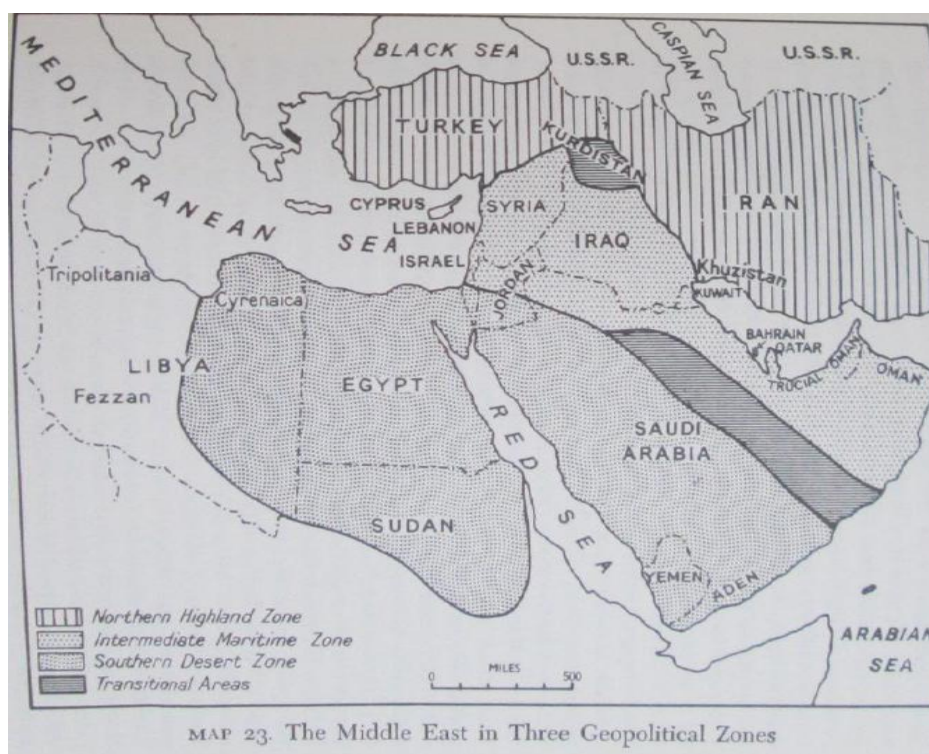 MEDITERRANEAN SEA
BLACK SEA
CASPIAN SEA
U.S.S.R.
U.S.S.R.
TURKEY
KURDISTAN
IRAN
CYPRUS
SYRIA
LEBANON
IRAQ
ISRAEL
JORDAN
Khuzistan
KUWAIT
Tripolitania
Cyrenaica
BAHRAIN
QATAR
TRUCIAL OMAN
OMAN
LIBYA
EGYPT
Fezzan
RED SEA
SAUDI
ARABIA
SUDAN
YEMEN
ADEN
ARABIAN
SEA
Northern Highland Zone
Intermediate Maritime Zone
Southern Desert Zone
Transitional Areas
MILES
0 500
MAP 23. The Middle East in Three Geopolitical Zones